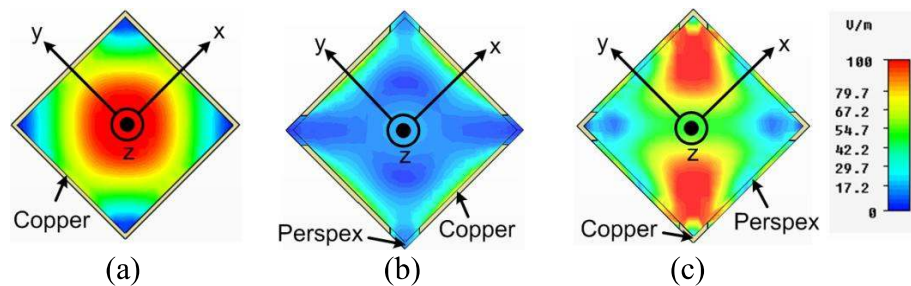 y x z Copper
y x z Perspex Copper
y x z Copper Perspex
V/m
100
79.7
67.2
54.7
42.2
29.7
17.2
0
(a) (b) (c)